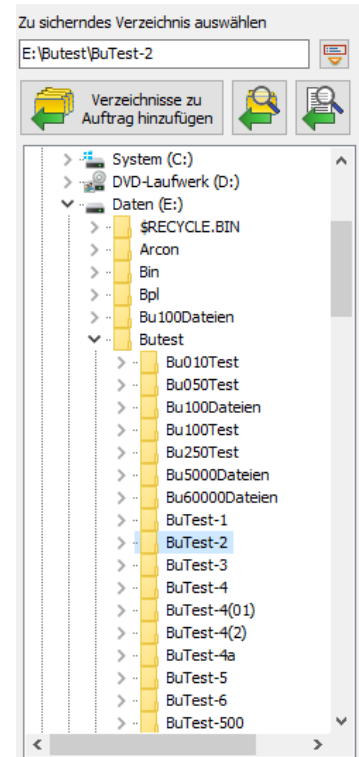 Zu sicherndes Verzeichnis auswählen
E:\Butest\BuTest-2
Verzeichnisse zu
Auftrag hinzufügen
System (C:)
DVD-Laufwerk (D:)
Daten (E:)
$RECYCLE.BIN
Arcon
Bin
Bpl
Bu100Dateien
Butest
Bu010Test
Bu050Test
Bu100Dateien
Bu100Test
Bu250Test
Bu5000Dateien
Bu60000Dateien
BuTest-1
BuTest-2
BuTest-3
BuTest-4
BuTest-4(01)
BuTest-4(2)
BuTest-4a
BuTest-5
BuTest-6
BuTest-500